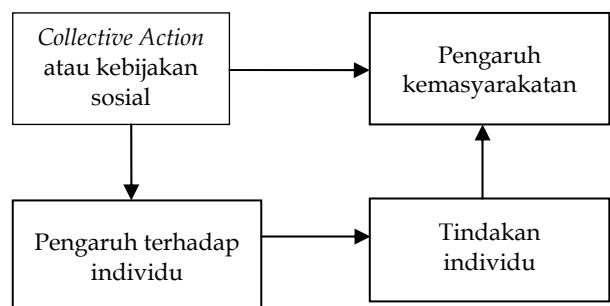 Collective Action
atau kebijakan
sosial
Pengaruh
kemasyarakatan
Pengaruh terhadap
individu
Tindakan
individu